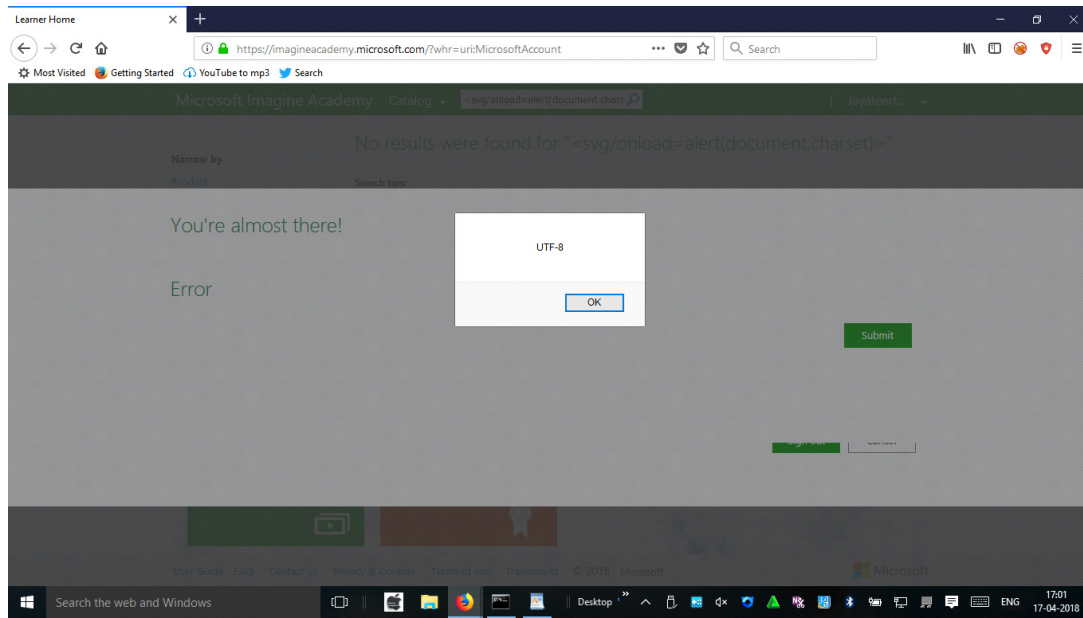 Learner Home
https://imagineacademy.microsoft.com/?whr=uri:MicrosoftAccount
Search
Most Visited Getting Started YouTube to mp3 Search
Microsoft Imagine Academy Catalog <svg/onload=alert(document.chars Jayateert...
No results were found for "<svg/onload=alert(document.charset)>"
Narrow by
Product
Search tips:
You're almost there!
UTF-8
Error
OK
Submit
Sign out Cancel
User Guide FAQ Contact us Privacy & Cookies Terms of use Trademarks © 2018 Microsoft Microsoft
Search the web and Windows
Desktop
ENG
17:01
17-04-2018